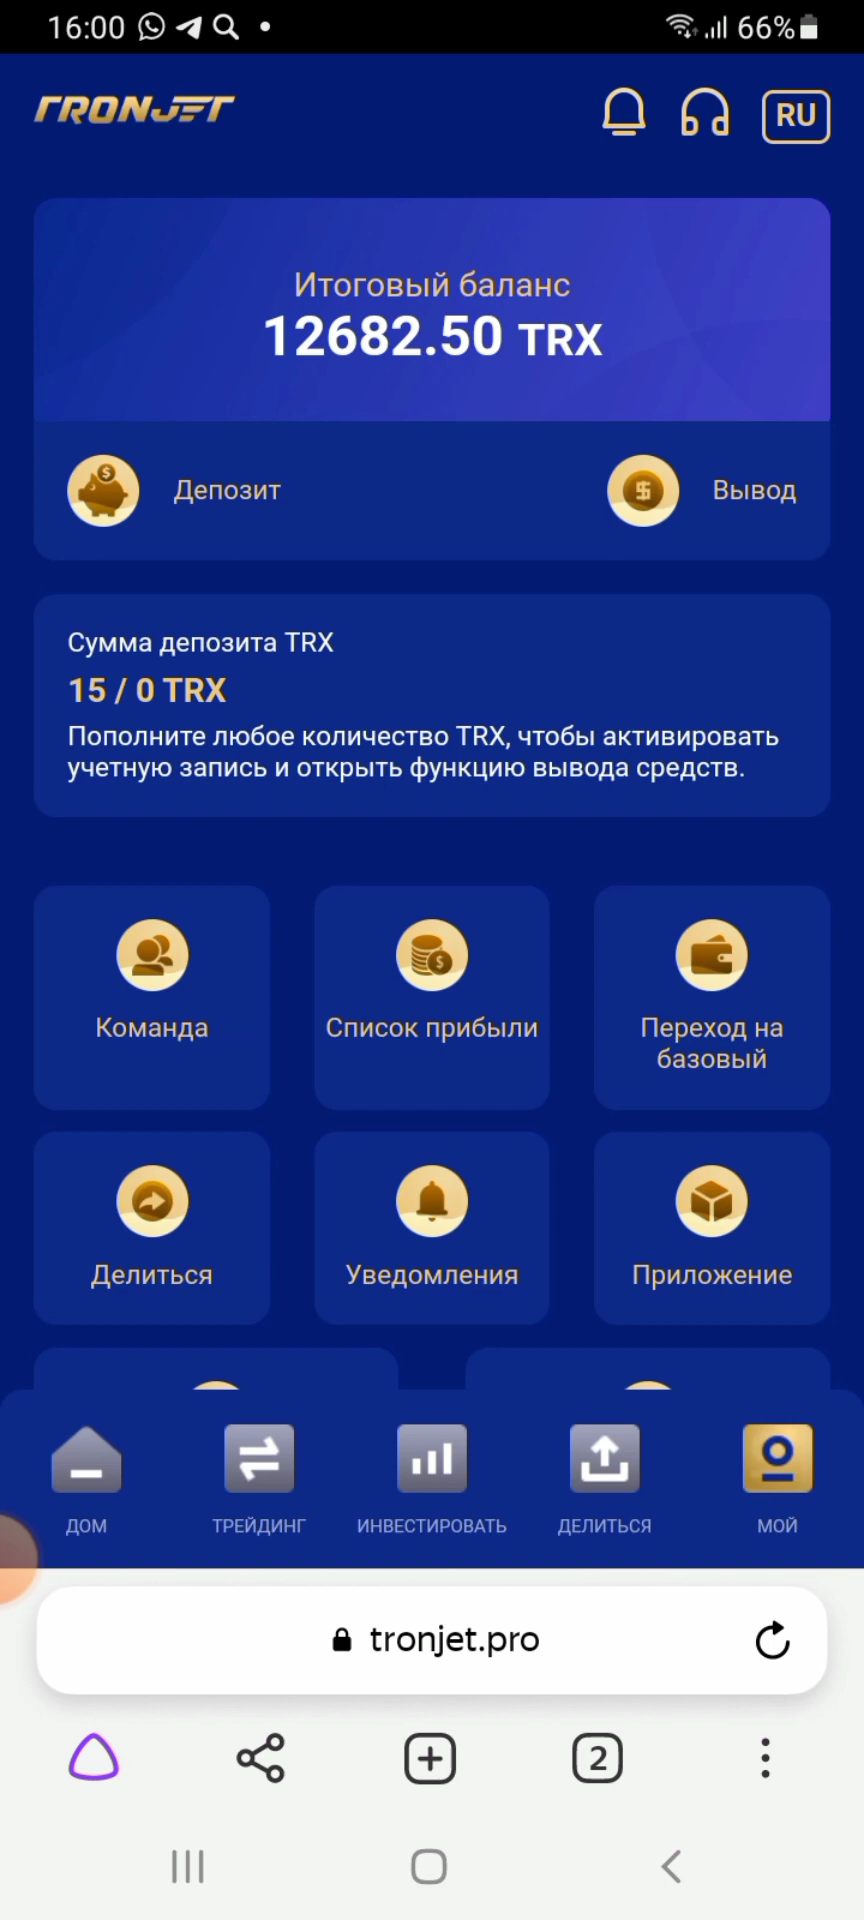 16:00
66%
TRONJET
RU
Итоговый баланс
12682.50 TRX
Депозит
Вывод
Сумма депозита TRX
15 / 0 TRX
Пополните любое количество TRX, чтобы активировать
учетную запись и открыть функцию вывода средств.
Команда
Список прибыли
Переход на
базовый
Делиться
Уведомления
Приложение
ДОМ
ТРЕЙДИНГ
ИНВЕСТИРОВАТЬ
ДЕЛИТЬСЯ
МОЙ
tronjet.pro
2